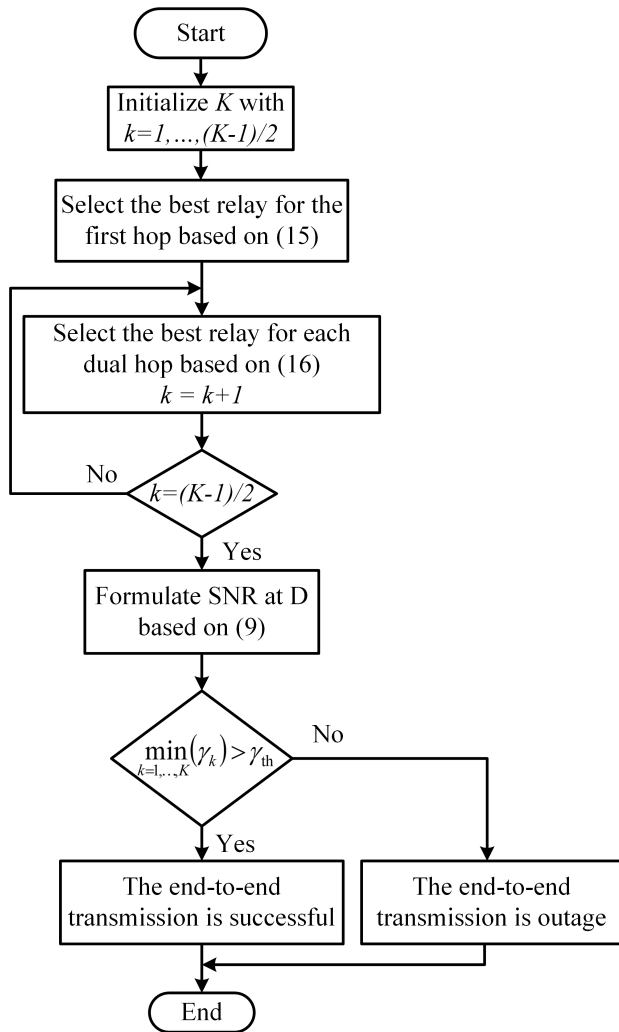 Start
Initialize K with
k=1,...,(K-1)/2
Select the best relay for the
first hop based on (15)
Select the best relay for each
dual hop based on (16)
k = k+1
No
k=(K-1)/2
Yes
Formulate SNR at D
based on (9)
min(γₖ)>γₜₕ
k=1,...,K
No
Yes
The end-to-end
transmission is successful
The end-to-end
transmission is outage
End